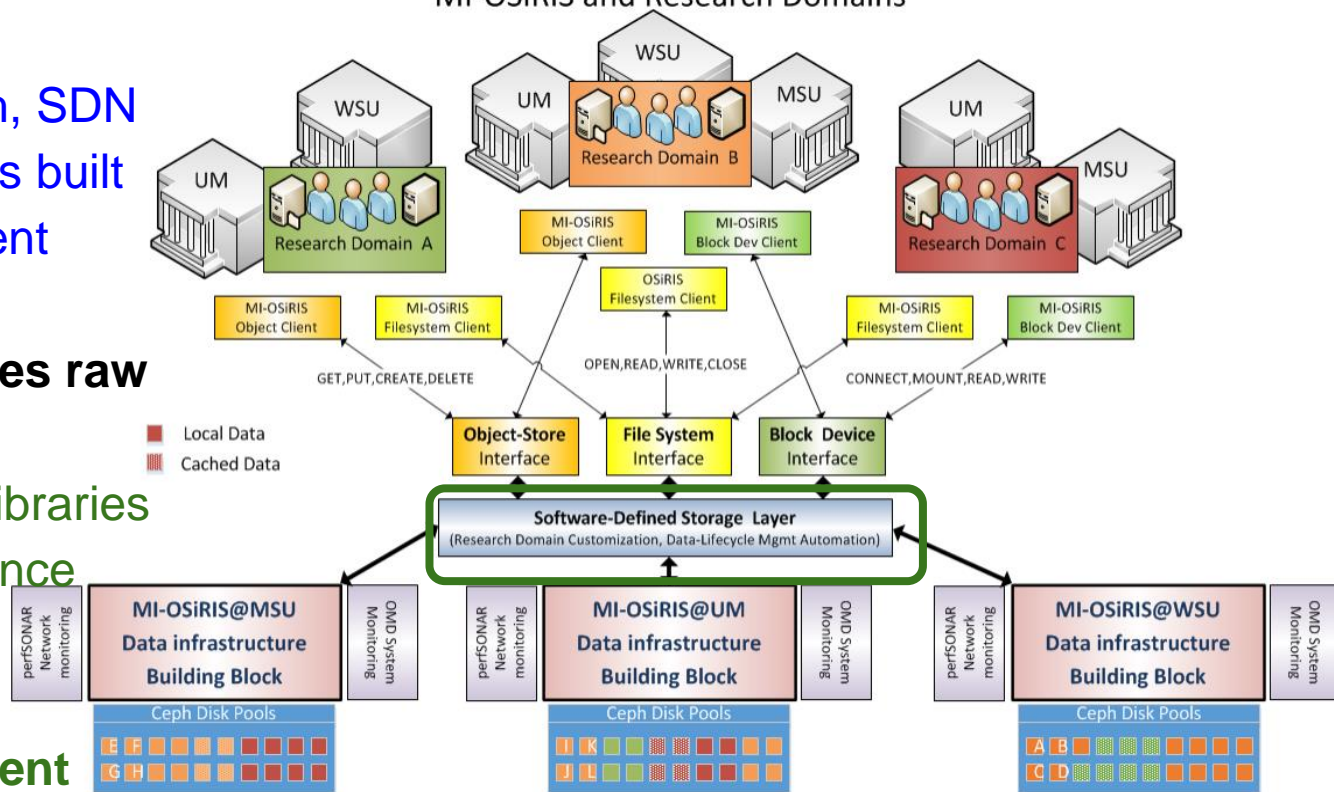 MI-OSiRIS and Research Domains
WSU
UM
MSU
Research Domain B
WSU
UM
Research Domain A
UM
MSU
Research Domain C
, SDN
s built
ent
es raw
ibraries
nce
ent
MI-OSiRIS
Object Client
MI-OSiRIS
Block Dev Client
OSiRIS
Filesystem Client
MI-OSiRIS
Object Client
MI-OSiRIS
Filesystem Client
MI-OSiRIS
Filesystem Client
MI-OSiRIS
Block Dev Client
GET,PUT,CREATE,DELETE
OPEN,READ,WRITE,CLOSE
CONNECT,MOUNT,READ,WRITE
Local Data
Cached Data
Object-Store
Interface
File System
Interface
Block Device
Interface
Software-Defined Storage Layer
(Research Domain Customization, Data-Lifecycle Mgmt Automation)
perfSONAR
Network
monitoring
MI-OSiRIS@MSU
Data infrastructure
Building Block
OMD System
Monitoring
perfSONAR
Network
monitoring
MI-OSiRIS@UM
Data infrastructure
Building Block
OMD System
Monitoring
perfSONAR
Network
monitoring
MI-OSiRIS@WSU
Data infrastructure
Building Block
OMD System
Monitoring
Ceph Disk Pools
E F
G H
Ceph Disk Pools
I K
J L
Ceph Disk Pools
A B
C D